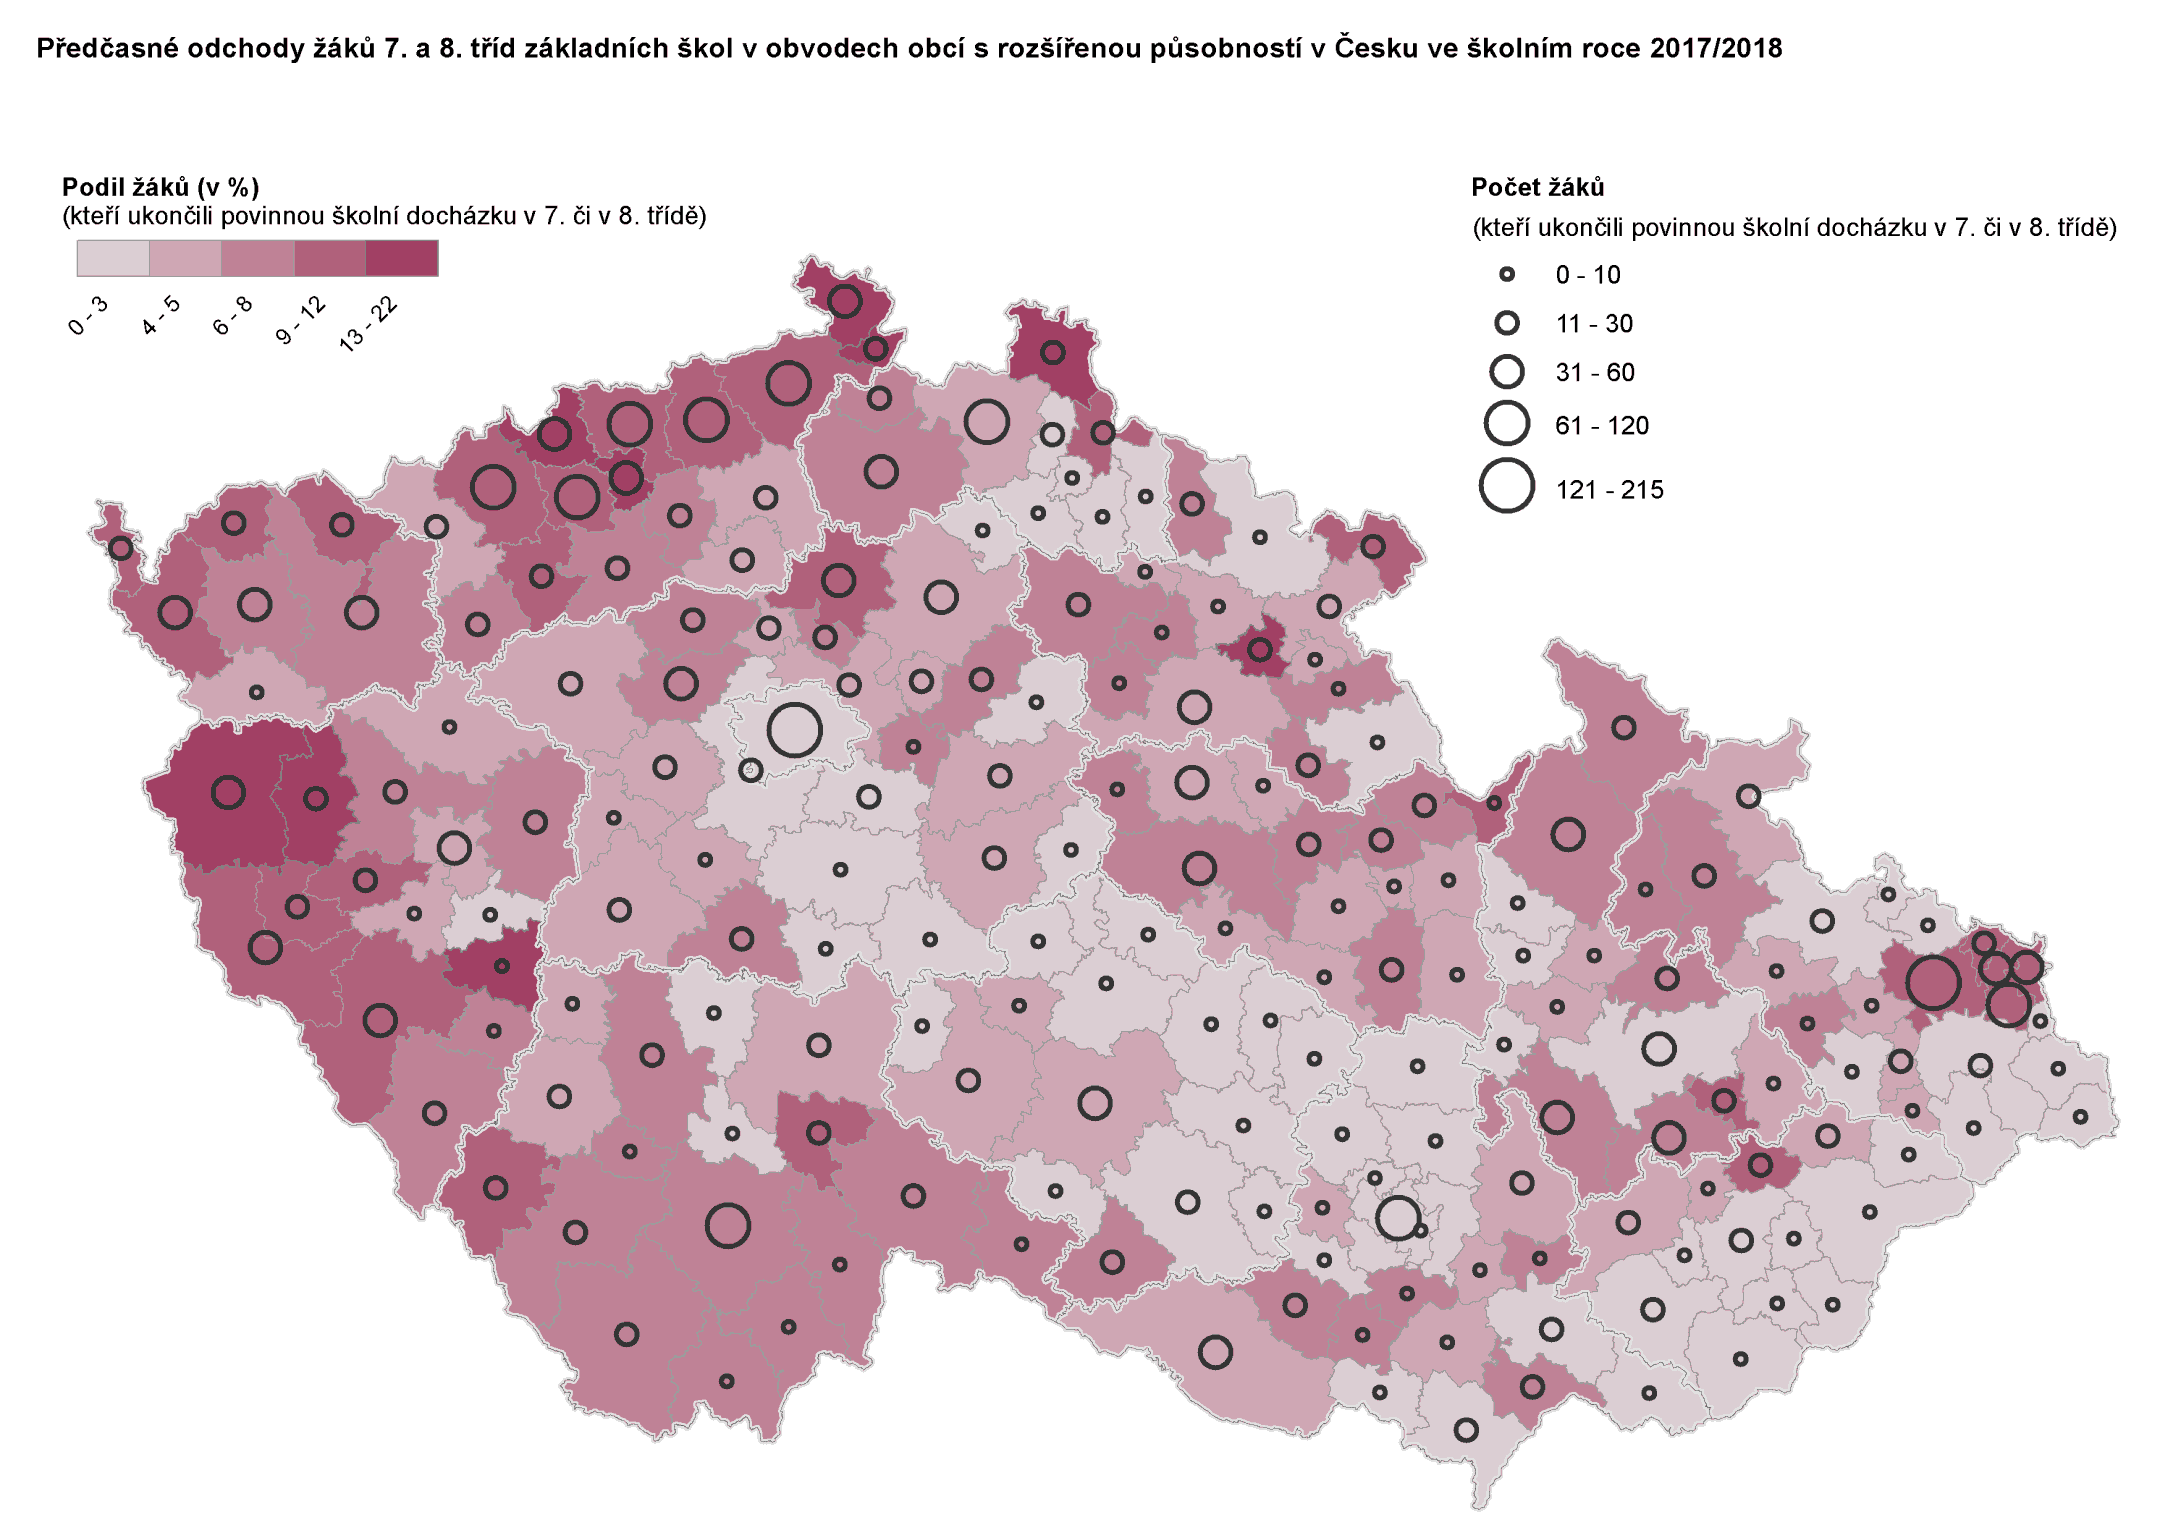 Předčasné odchody žáků 7. a 8. tříd základních škol v obvodech obcí s rozšířenou působností v Česku ve školním roce 2017/2018
Podil žáků (v %)
(kteří ukončili povinnou školní docházku v 7. či v 8. třídě)
0 - 3
4 - 5
6 - 8
9 - 12
13 - 22
Počet žáků
(kteří ukončili povinnou školní docházku v 7. či v 8. třídě)
0 - 10
11 - 30
31 - 60
61 - 120
121 - 215